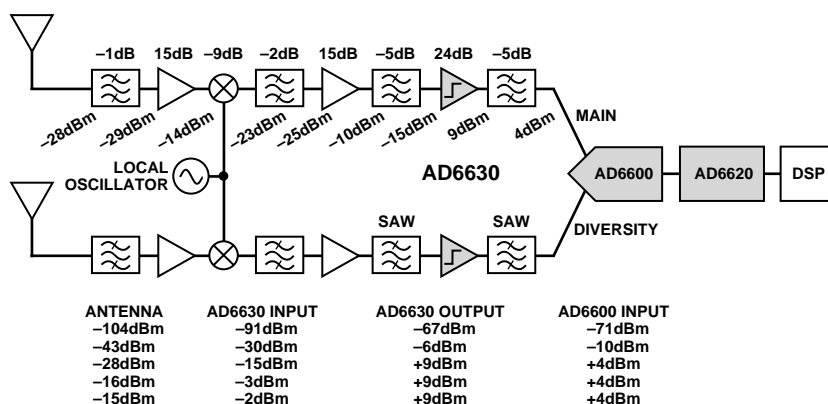 –1dB 15dB –9dB –2dB 15dB –5dB 24dB –5dB
–28dBm –29dBm –14dBm –23dBm –25dBm –10dBm –15dBm 9dBm 4dBm
MAIN
LOCAL
OSCILLATOR
AD6630
AD6600
AD6620
DSP
SAW SAW
DIVERSITY
ANTENNA AD6630 INPUT AD6630 OUTPUT AD6600 INPUT
–104dBm –91dBm –67dBm –71dBm
–43dBm –30dBm –6dBm –10dBm
–28dBm –15dBm +9dBm +4dBm
–16dBm –3dBm +9dBm +4dBm
–15dBm –2dBm +9dBm +4dBm